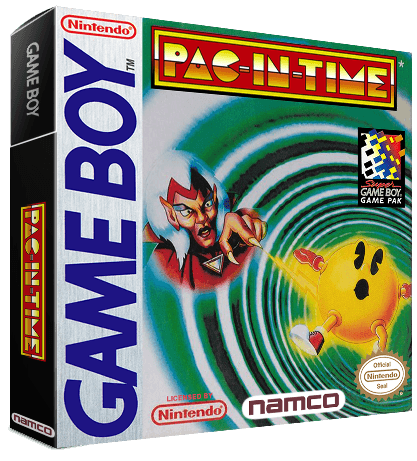 GAME BOY
PAC-IN-TIME
namco
Nintendo
GAME BOY
TM
PAC-IN-TIME
*
Super
GAME BOY
GAME PAK
LICENSED BY
Nintendo
namco
Official
Nintendo
Seal